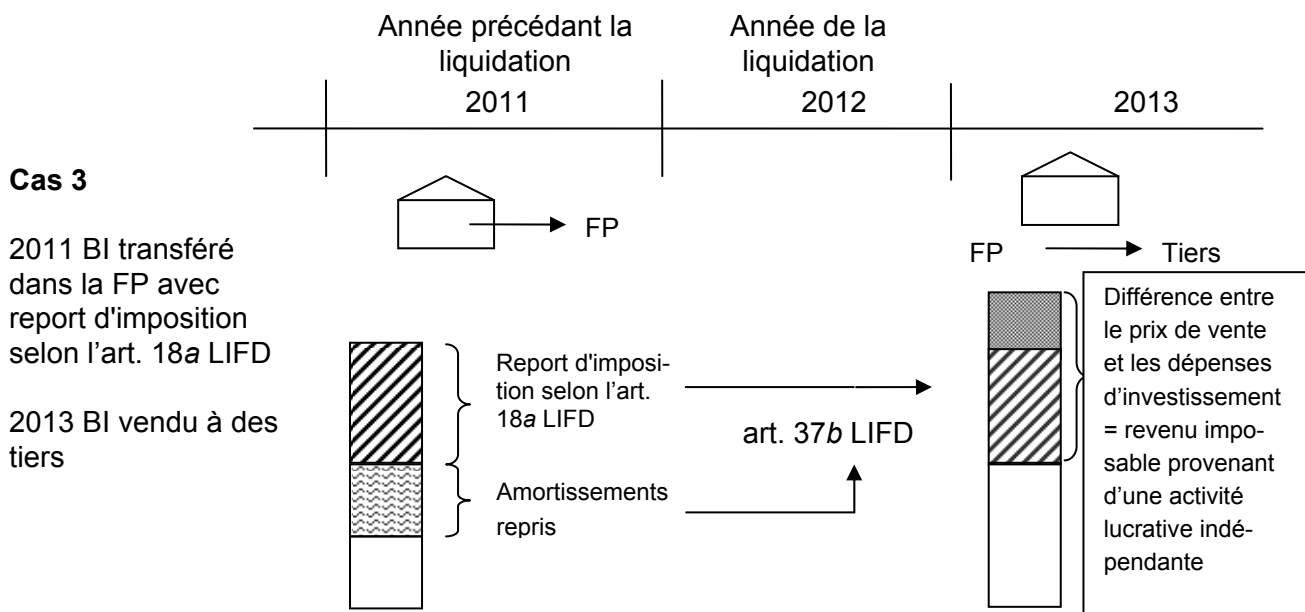 Année précédant la
liquidation
2011
Année de la
liquidation
2012
2013
Cas 3
2011 BI transféré
dans la FP avec
report d'imposition
selon l’art. 18a LIFD
2013 BI vendu à des
tiers
FP
Report d'imposi-
tion selon l’art.
18a LIFD
Amortissements
repris
art. 37b LIFD
FP
Tiers
Différence entre
le prix de vente
et les dépenses
d’investissement
= revenu impo-
sable provenant
d’une activité
lucrative indé-
pendante